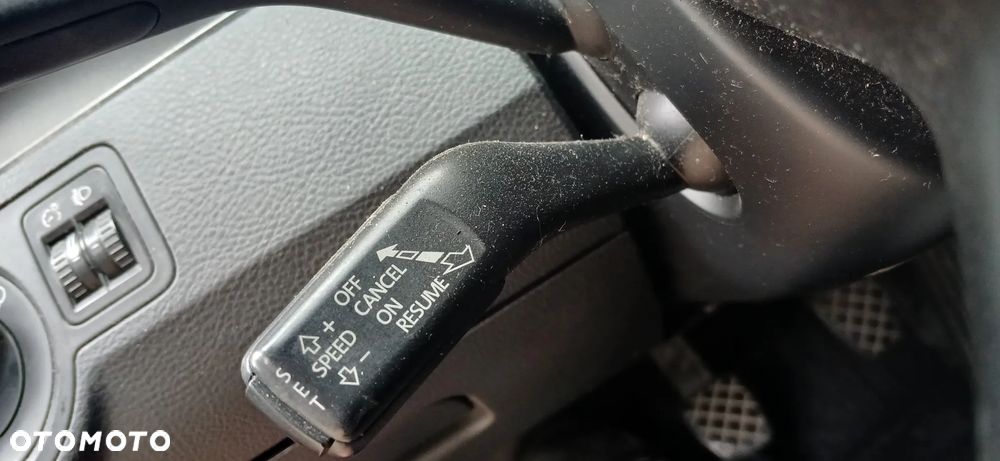 OFF
CANCEL
ON
RESUME
+
SPEED
-
SET
OTOMOTO